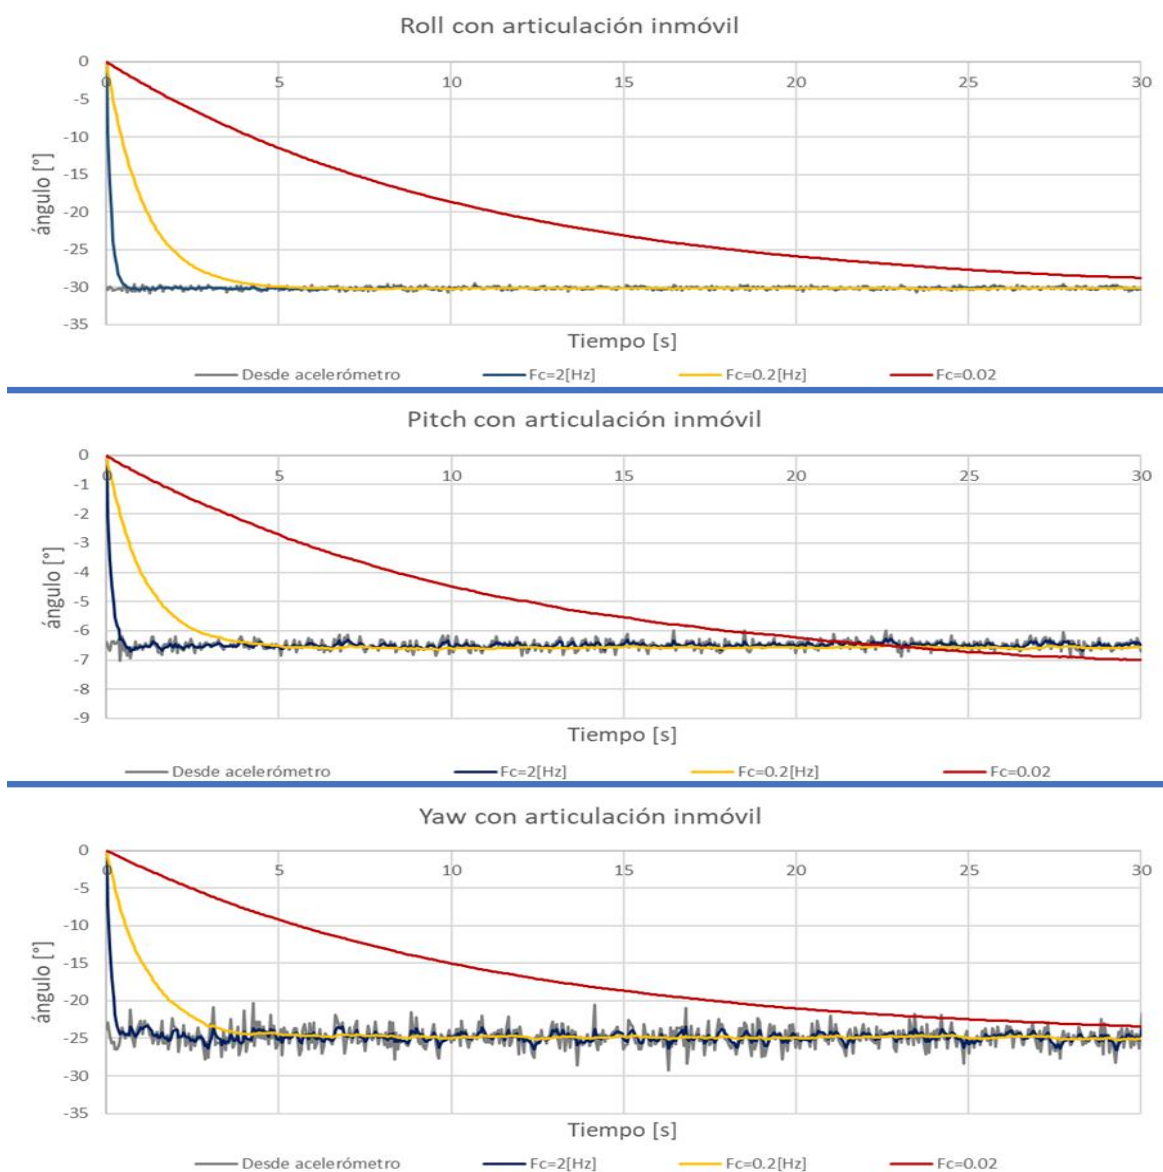 Roll con articulación inmóvil
0
0 5 10 15 20 25 30
-5
-10
-15
-20
-25
-30
-35
ángulo [°]
Tiempo [s]
Desde acelerómetro Fc=2[Hz] Fc=0.2[Hz] Fc=0.02
Pitch con articulación inmóvil
0
0 5 10 15 20 25 30
-1
-2
-3
-4
-5
-6
-7
-8
-9
ángulo [°]
Tiempo [s]
Desde acelerómetro Fc=2[Hz] Fc=0.2[Hz] Fc=0.02
Yaw con articulación inmóvil
0
0 5 10 15 20 25 30
-5
-10
-15
-20
-25
-30
-35
ángulo [°]
Tiempo [s]
Desde acelerómetro Fc=2[Hz] Fc=0.2[Hz] Fc=0.02